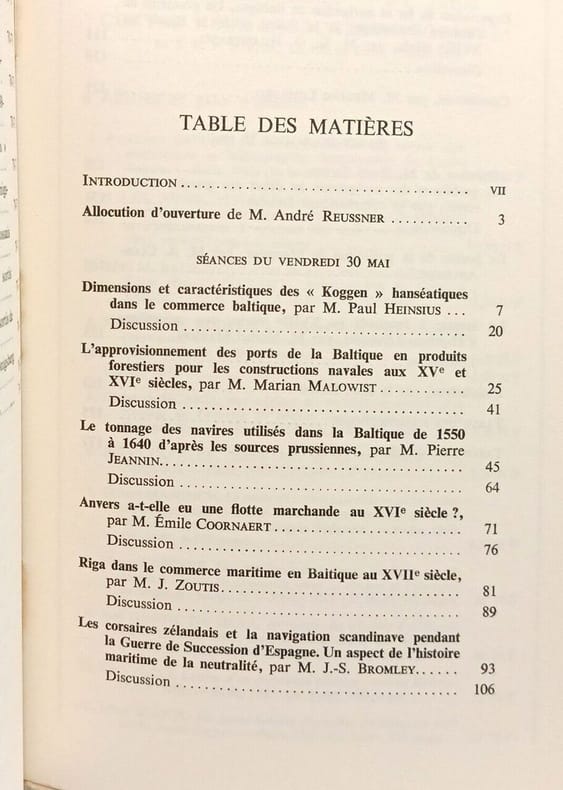 TABLE DES MATIÈRES
INTRODUCTION ........................................ VII
Allocution d'ouverture de M. André REUSSNER ........... 3
SÉANCES DU VENDREDI 30 MAI
Dimensions et caractéristiques des « Koggen » hanséatiques
dans le commerce baltique, par M. Paul HEINSIUS ... 7
Discussion ........................................ 20
L'approvisionnement des ports de la Baltique en produits
forestiers pour les constructions navales aux XVe et
XVIe siècles, par M. Marian MALOWIST ............ 25
Discussion ........................................ 41
Le tonnage des navires utilisés dans la Baltique de 1550
à 1640 d'après les sources prussiennes, par M. Pierre
JEANNIN. ........................................ 45
Discussion ........................................ 64
Anvers a-t-elle eu une flotte marchande au XVIe siècle ?,
par M. Émile COORNAERT .......................... 71
Discussion ........................................ 76
Riga dans le commerce maritime en Baltique au XVIIe siècle,
par M. J. ZOUTIS ................................ 81
Discussion ........................................ 89
Les corsaires zélandais et la navigation scandinave pendant
la Guerre de Succession d'Espagne. Un aspect de l'histoire
maritime de la neutralité, par M. J.-S. BROMLEY ...... 93
Discussion ........................................ 106